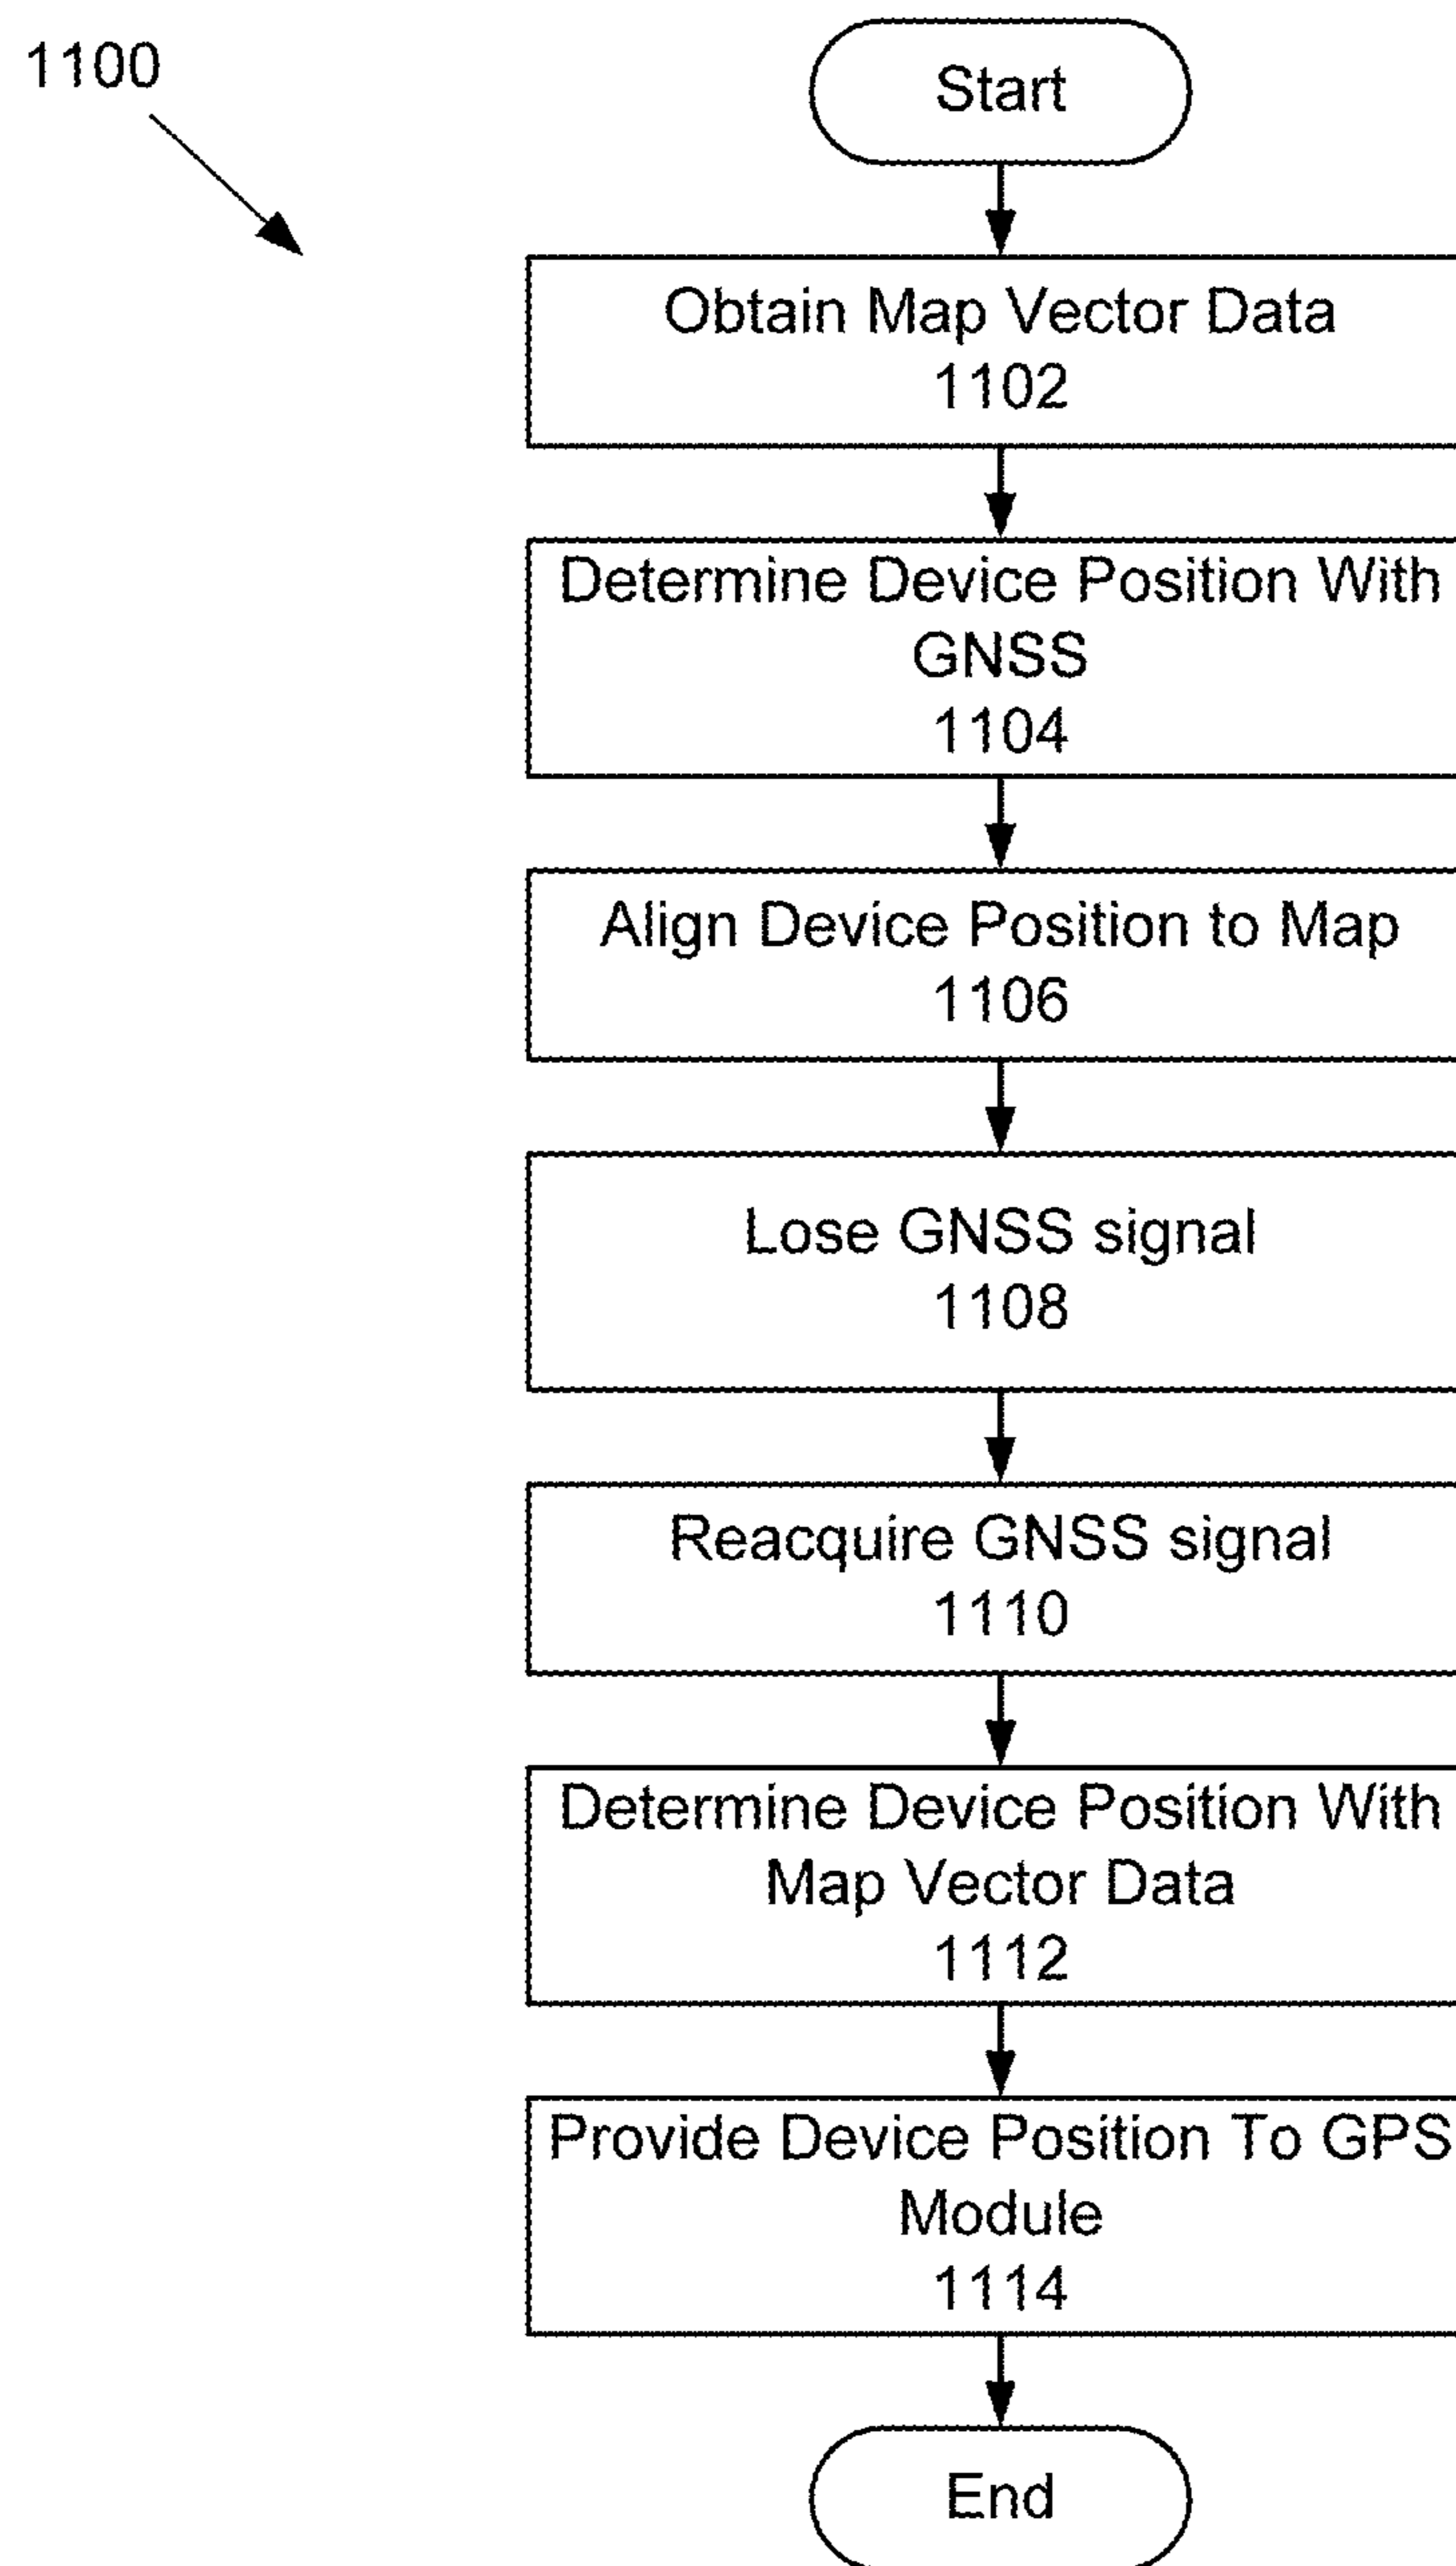 1100
Start
Obtain Map Vector Data
1102
Determine Device Position With
GNSS
1104
Align Device Position to Map
1106
Lose GNSS signal
1108
Reacquire GNSS signal
1110
Determine Device Position With
Map Vector Data
1112
Provide Device Position To GPS
Module
1114
End